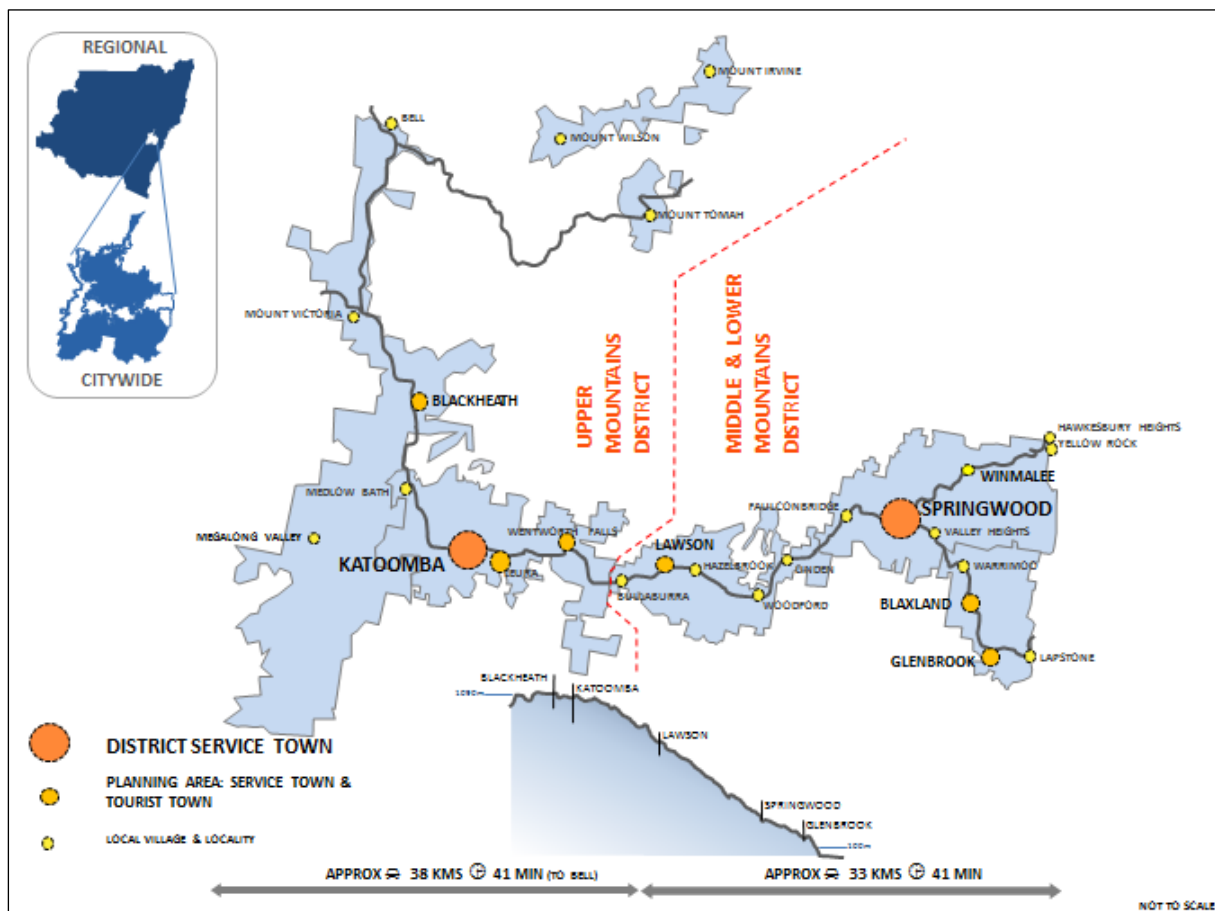 REGIONAL
CITYWIDE
MOUNT IRVINE
BELL
MOUNT WILSON
MOUNT TOMAH
MOUNT VICTORIA
BLACKHEATH
UPPER
MOUNTAINS
DISTRICT
MIDDLE & LOWER
MOUNTAINS
DISTRICT
HAWKESBURY HEIGHTS
YELLOW ROCK
WINMALEE
MEDLOW BATH
FAULCONBRIDGE
SPRINGWOOD
MEGALONG VALLEY
WENTWORTH FALLS
VALLEY HEIGHTS
KATOOMBA
LEURA
LAWSON
HAZELBROOK
LINDEN
WARRIMOO
BULLABURRA
WOODFORD
BLAXLAND
GLENBROOK
LAPSTONE
BLACKHEATH
KATOOMBA
1090m
LAWSON
SPRINGWOOD
GLENBROOK
100m
DISTRICT SERVICE TOWN
PLANNING AREA: SERVICE TOWN &
TOURIST TOWN
LOCAL VILLAGE & LOCALITY
APPROX 38 KMS 41 MIN (TO BELL)
APPROX 33 KMS 41 MIN
NOT TO SCALE